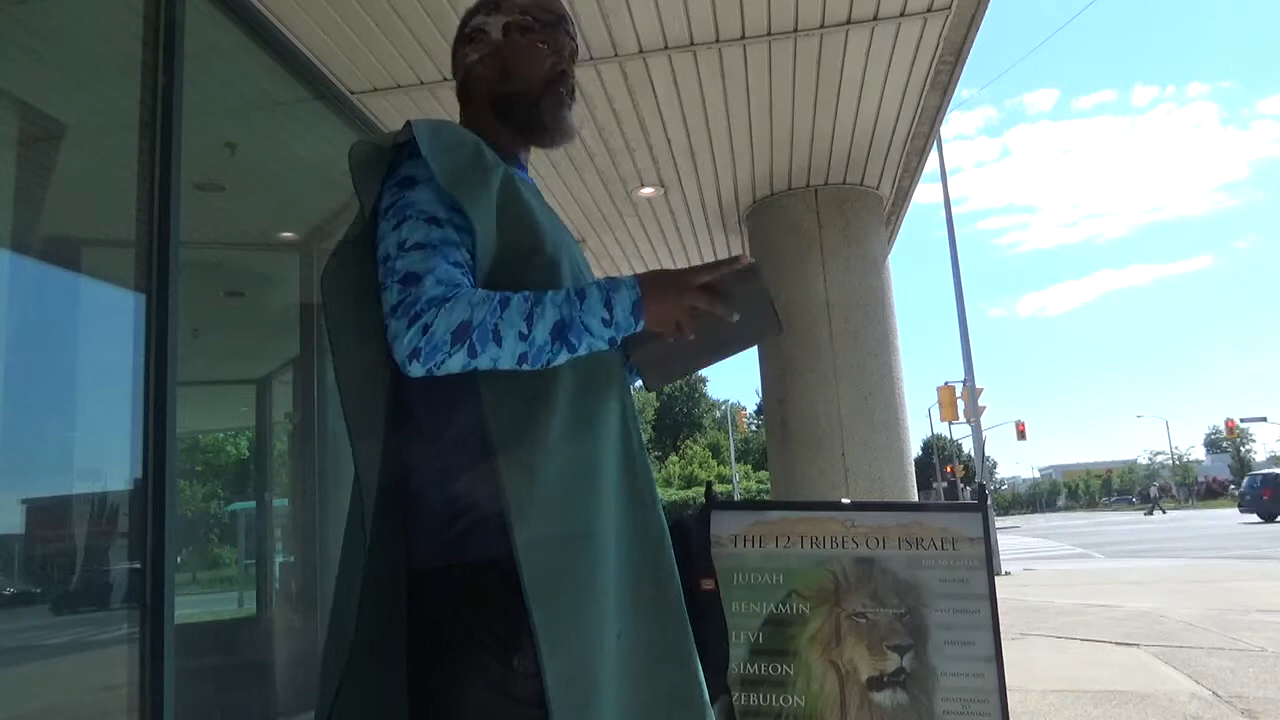 THE 12 TRIBES OF ISRAEL
JUDAH
NEGROES
BENJAMIN
WEST INDIANS
LEVI
HAITIANS
SIMEON
DOMINICANS
ZEBULON
GUATEMALANS
TO
PANAMANIANS